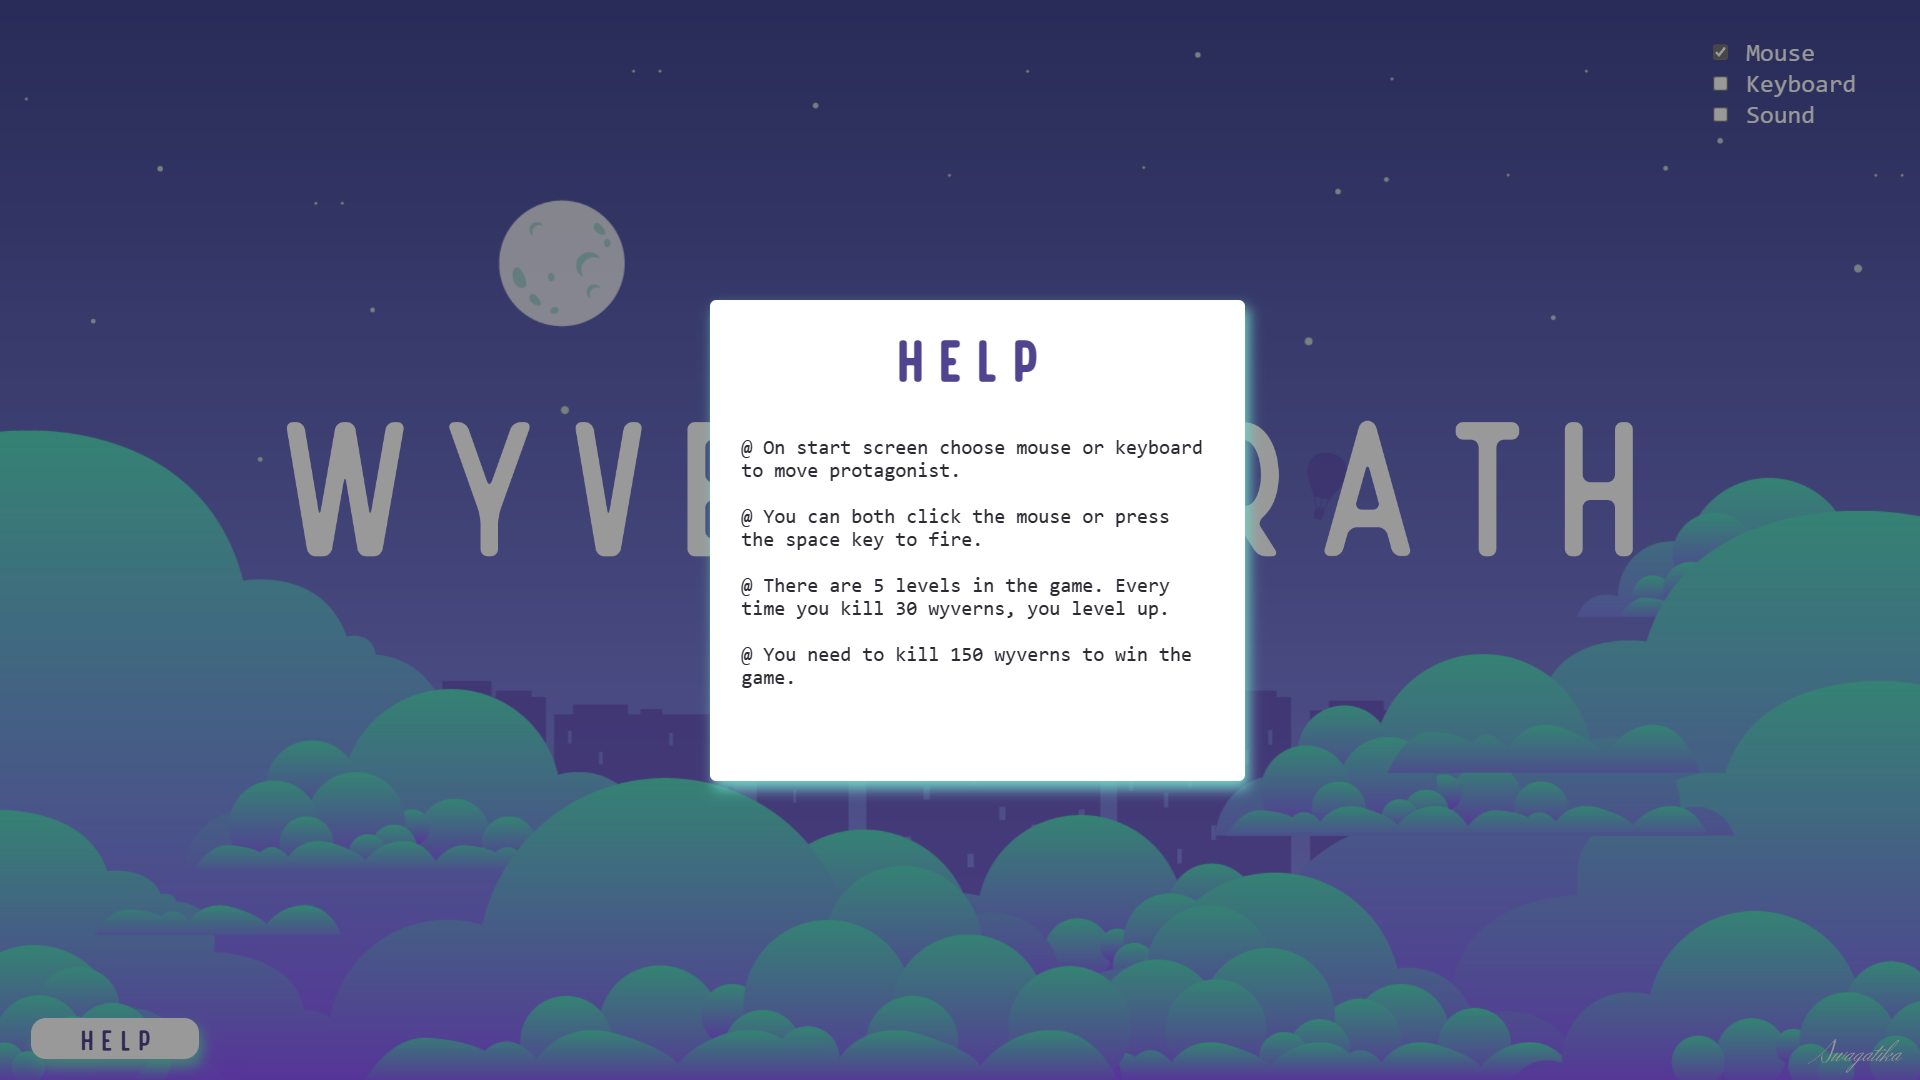 Mouse
Keyboard
Sound
WYVE RATH
HELP
@ On start screen choose mouse or keyboard
to move protagonist.
@ You can both click the mouse or press
the space key to fire.
@ There are 5 levels in the game. Every
time you kill 30 wyverns, you level up.
@ You need to kill 150 wyverns to win the
game.
HELP
Swagatika